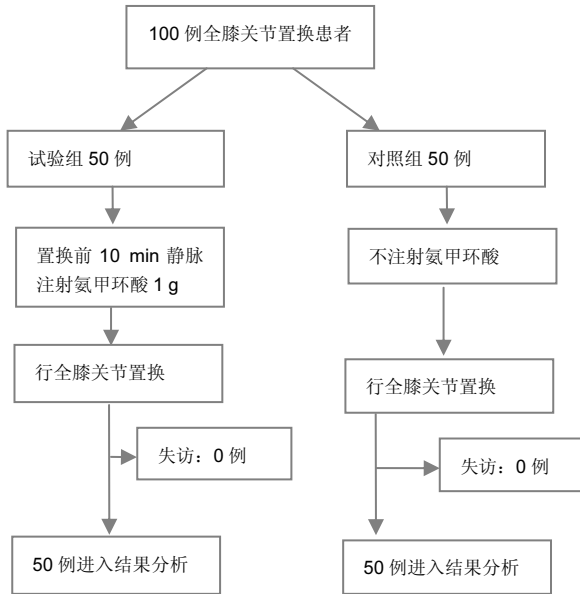 100 例全膝关节置换患者
试验组 50 例
对照组 50 例
置换前 10 min 静脉
注射氨甲环酸 1 g
不注射氨甲环酸
行全膝关节置换
行全膝关节置换
失访：0 例
失访：0 例
50 例进入结果分析
50 例进入结果分析